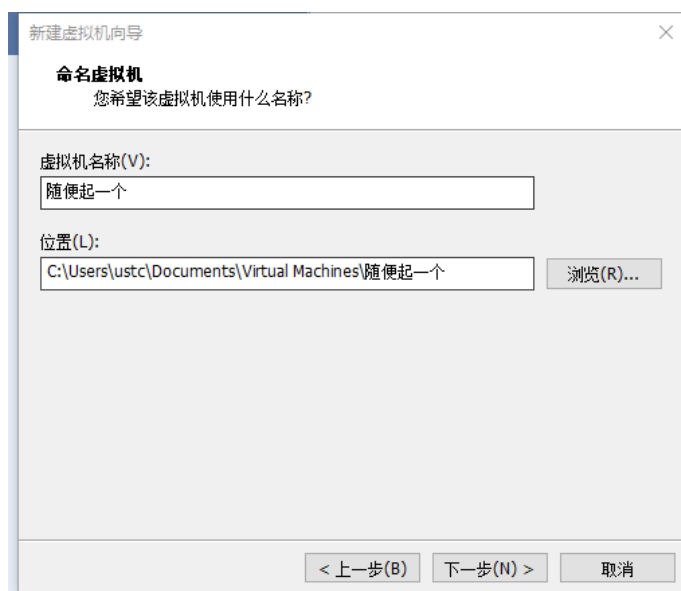 新建虚拟机向导
命名虚拟机
您希望该虚拟机使用什么名称?
虚拟机名称(V):
随便起一个
位置(L):
C:\Users\ustc\Documents\Virtual Machines\随便起一个
浏览(R)...
< 上一步(B)
下一步(N) >
取消